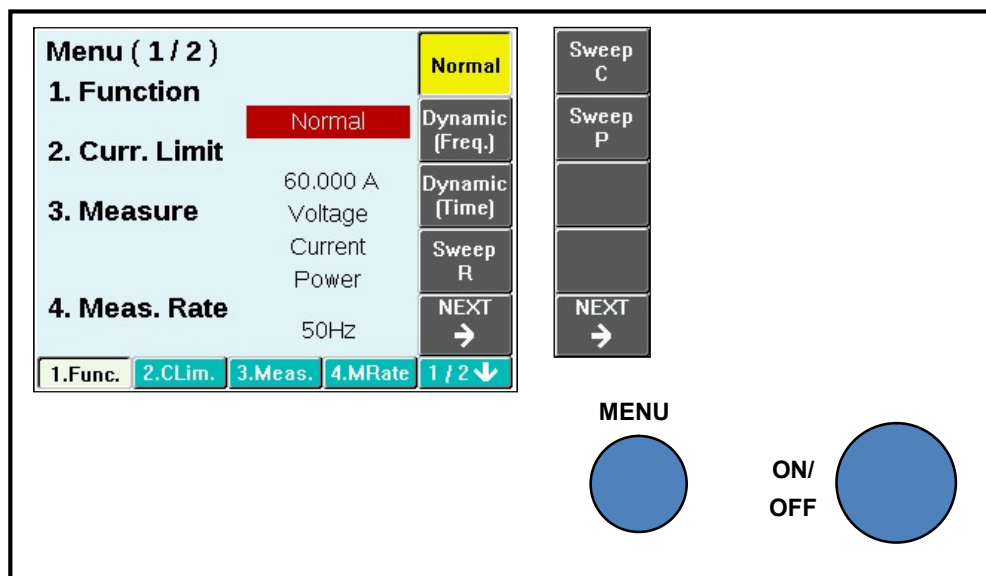 Menu ( 1 / 2 )
1. Function
Normal
2. Curr. Limit
60.000 A
3. Measure
Voltage
Current
Power
4. Meas. Rate
50Hz
Normal
Dynamic
(Freq.)
Dynamic
(Time)
Sweep
R
NEXT
→
1.Func. 2.CLim. 3.Meas. 4.MRate 1 / 2 ↓
Sweep
C
Sweep
P
NEXT
→
MENU
ON/
OFF